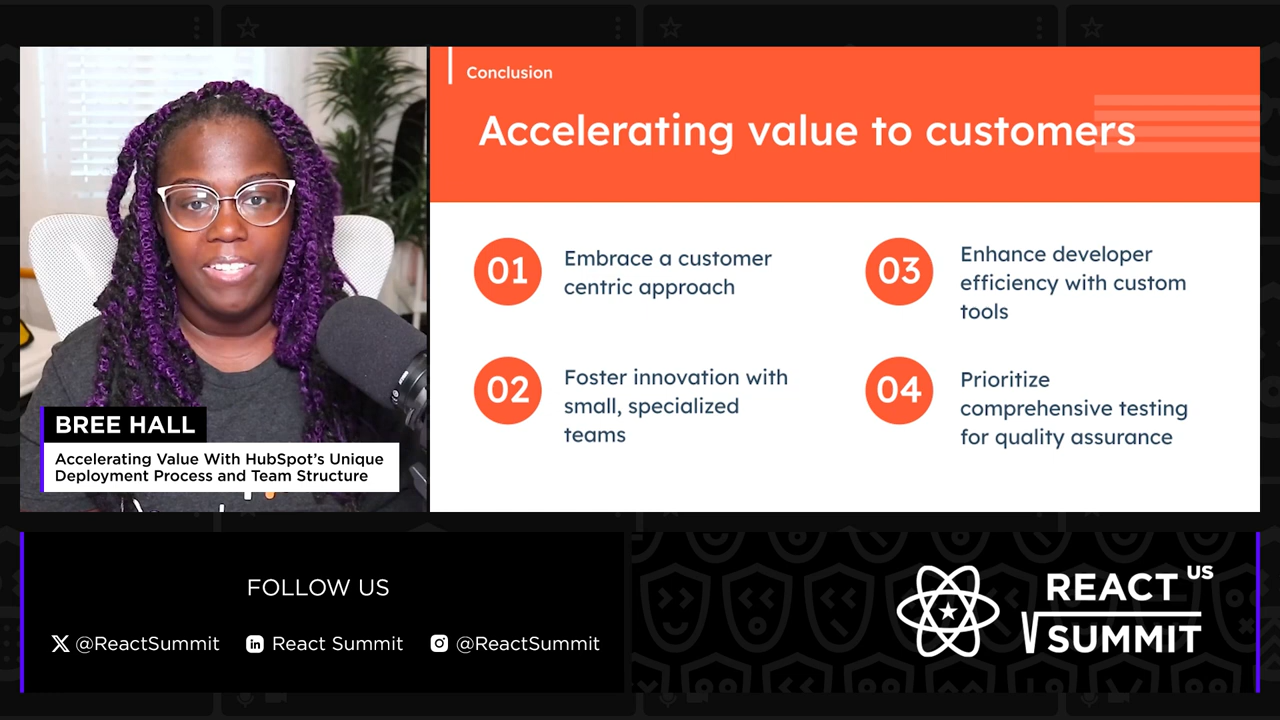 Conclusion
Accelerating value to customers
01
Embrace a customer
centric approach
02
Foster innovation with
small, specialized
teams
03
Enhance developer
efficiency with custom
tools
04
Prioritize
comprehensive testing
for quality assurance
BREE HALL
Accelerating Value With HubSpot's Unique
Deployment Process and Team Structure
FOLLOW US
@ReactSummit
React Summit
@ReactSummit
REACT US
SUMMIT